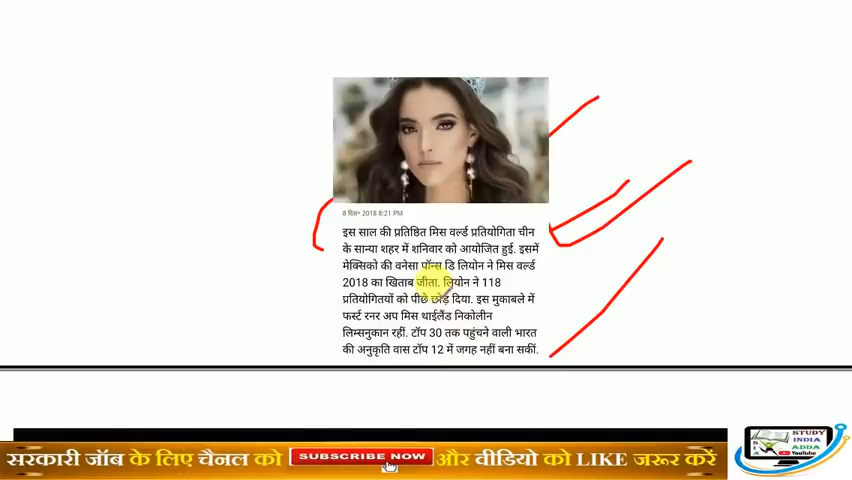 8 दिस॰ 2018 8:21 PM
इस साल की प्रतिष्ठित मिस वर्ल्ड प्रतियोगिता चीन
के सान्या शहर में शनिवार को आयोजित हुई. इसमें
मेक्सिको की वनेसा पॉन्स डि लियोन ने मिस वर्ल्ड
2018 का खिताब जीता. लियोन ने 118
प्रतियोगितयों को पीछे छोड़ दिया. इस मुकाबले में
फर्स्ट रनर अप मिस थाईलैंड निकोलीन
लिम्सनुकान रहीं. टॉप 30 तक पहुंचने वाली भारत
की अनुकृति वास टॉप 12 में जगह नहीं बना सकीं.
सरकारी जॉब के लिए चैनल को SUBSCRIBE NOW और वीडियो को LIKE जरूर करें
STUDY
INDIA
ADDA
YouTube